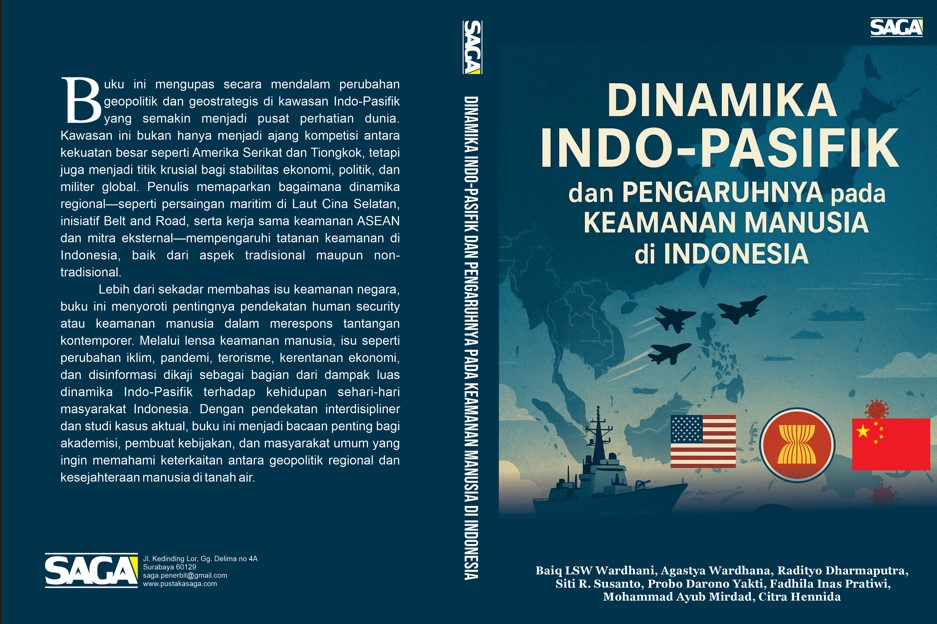 Buku ini mengupas secara mendalam perubahan
geopolitik dan geostrategis di kawasan Indo-Pasifik
yang semakin menjadi pusat perhatian dunia.
Kawasan ini bukan hanya menjadi ajang kompetisi antara
kekuatan besar seperti Amerika Serikat dan Tiongkok, tetapi
juga menjadi titik krusial bagi stabilitas ekonomi, politik, dan
militer global. Penulis memaparkan bagaimana dinamika
regional—seperti persaingan maritim di Laut Cina Selatan,
inisiatif Belt and Road, serta kerja sama keamanan ASEAN
dan mitra eksternal—mempengaruhi tatanan keamanan di
Indonesia, baik dari aspek tradisional maupun non-
tradisional.
Lebih dari sekadar membahas isu keamanan negara,
buku ini menyoroti pentingnya pendekatan human security
atau keamanan manusia dalam merespons tantangan
kontemporer. Melalui lensa keamanan manusia, isu seperti
perubahan iklim, pandemi, terorisme, kerentanan ekonomi,
dan disinformasi dikaji sebagai bagian dari dampak luas
dinamika Indo-Pasifik terhadap kehidupan sehari-hari
masyarakat Indonesia. Dengan pendekatan interdisipliner
dan studi kasus aktual, buku ini menjadi bacaan penting bagi
akademisi, pembuat kebijakan, dan masyarakat umum yang
ingin memahami keterkaitan antara geopolitik regional dan
kesejahteraan manusia di tanah air.
SAGA
Jl. Kedinding Lor, Gg. Delima no 4A
Surabaya 60129
saga.penerbit@gmail.com
www.pustakasaga.com
SAGA
DINAMIKA INDO-PASIFIK DAN PENGARUHNYA PADA KEAMANAN MANUSIA DI INDONESIA
SAGA
DINAMIKA
INDO-PASIFIK
dan PENGARUHNYA pada
KEAMANAN MANUSIA
di INDONESIA
Baiq LSW Wardhani, Agastya Wardhana, Radityo Dharmaputra,
Siti R. Susanto, Probo Darono Yakti, Fadhila Inas Pratiwi,
Mohammad Ayub Mirdad, Citra Hennida